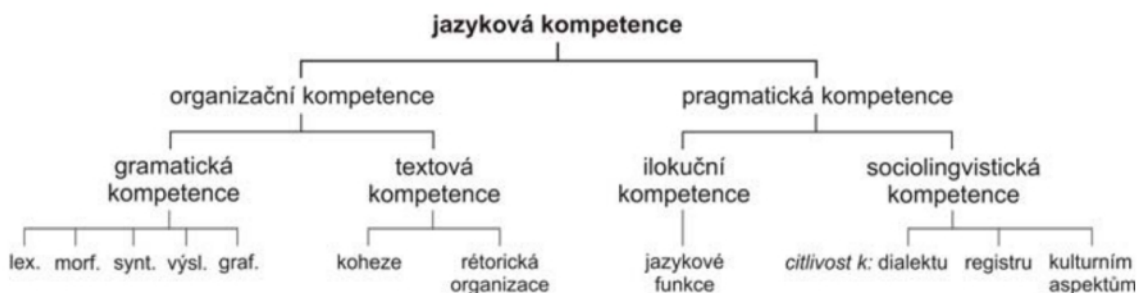 jazyková kompetence
organizační kompetence
pragmatická kompetence
gramatická
kompetence
textová
kompetence
ilokuční
kompetence
sociolingvistická
kompetence
lex. morf. synt. výsl. graf.
koheze
rétorická
organizace
jazykové
funkce
citlivost k: dialektu
registru
kulturním
aspektům